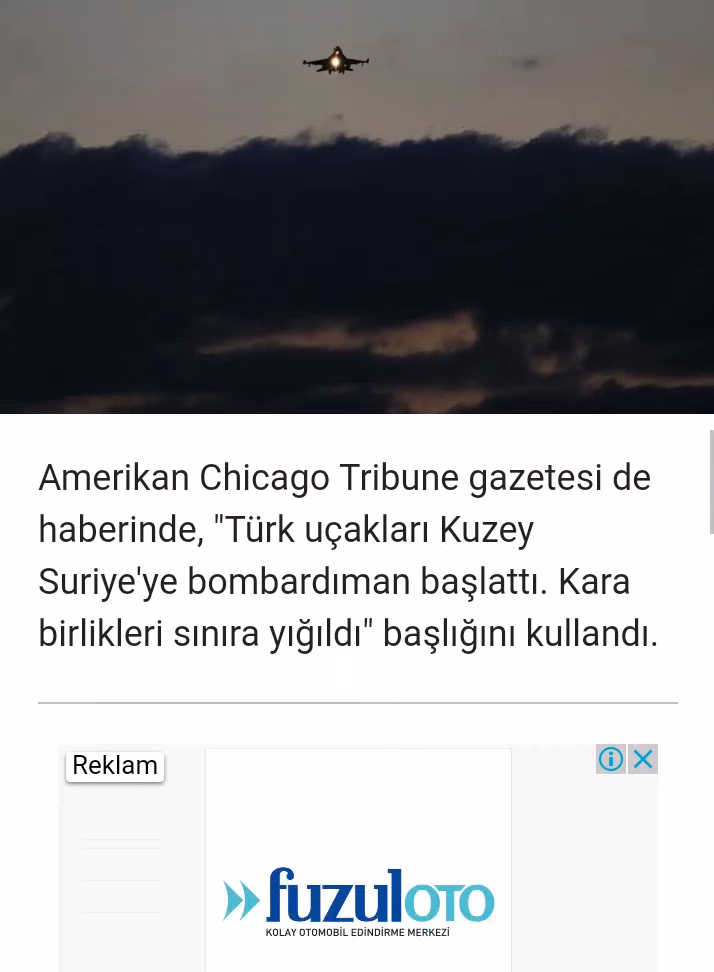 Amerikan Chicago Tribune gazetesi de
haberinde, "Türk uçakları Kuzey
Suriye'ye bombardıman başlattı. Kara
birlikleri sınıra yığıldı" başlığını kullandı.
Reklam
fuzuloto
KOLAY OTOMOBİL EDİNDİRME MERKEZİ